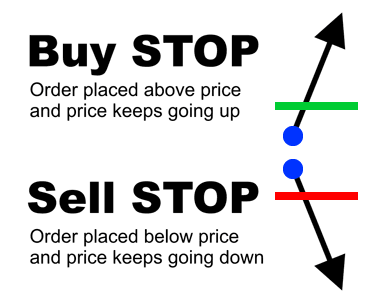 Buy STOP
Order placed above price
and price keeps going up
Sell STOP
Order placed below price
and price keeps going down